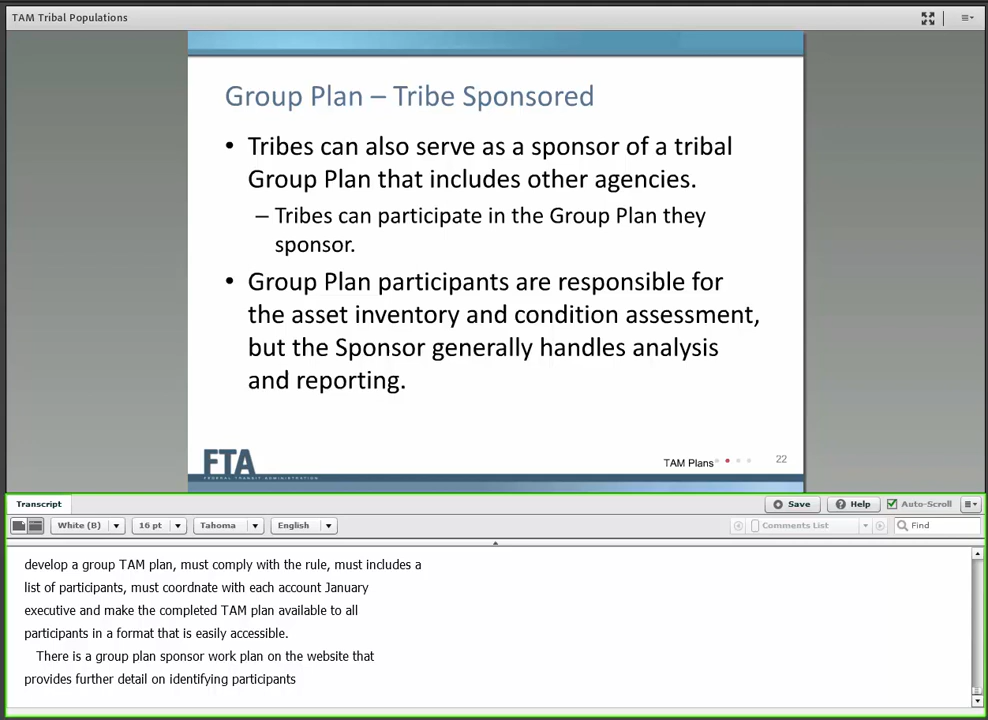 TAM Tribal Populations
Group Plan – Tribe Sponsored
• Tribes can also serve as a sponsor of a tribal
Group Plan that includes other agencies.
– Tribes can participate in the Group Plan they
sponsor.
• Group Plan participants are responsible for
the asset inventory and condition assessment,
but the Sponsor generally handles analysis
and reporting.
FTA
FEDERAL TRANSIT ADMINISTRATION
TAM Plans
22
Transcript
Save
Help
Auto-Scroll
White (B)
16 pt
Tahoma
English
Comments List
Find
develop a group TAM plan, must comply with the rule, must includes a
list of participants, must coordnate with each account January
executive and make the completed TAM plan available to all
participants in a format that is easily accessible.
There is a group plan sponsor work plan on the website that
provides further detail on identifying participants